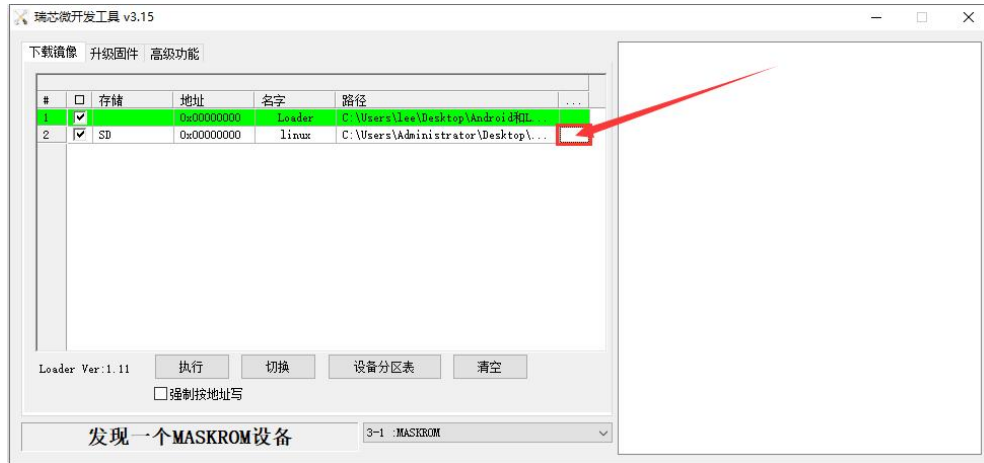 瑞芯微开发工具 v3.15
下载镜像 升级固件 高级功能
# 存储 地址 名字 路径 ...
1 0x00000000 Loader C:\Users\lee\Desktop\Android和L...
2 SD 0x00000000 linux C:\Users\Administrator\Desktop\...
Loader Ver:1.11 执行 切换 设备分区表 清空
强制按地址写
发现一个MASKROM设备 3-1 :MASKROM